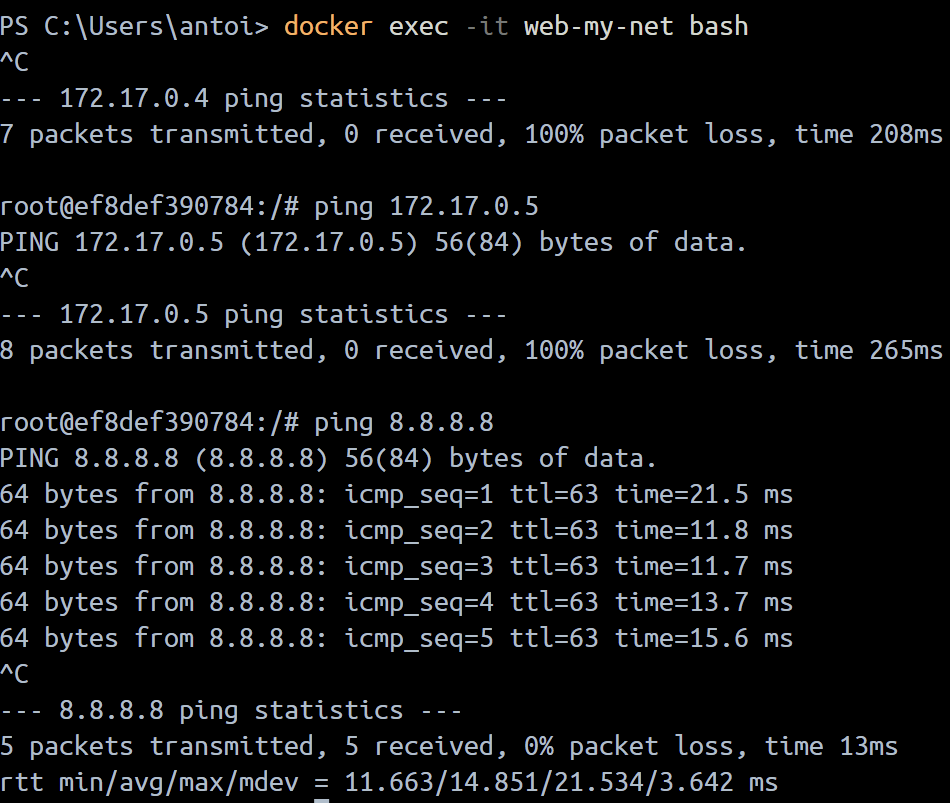 PS C:\Users\antoi> docker exec -it web-my-net bash
^C
--- 172.17.0.4 ping statistics ---
7 packets transmitted, 0 received, 100% packet loss, time 208ms
root@ef8def390784:/# ping 172.17.0.5
PING 172.17.0.5 (172.17.0.5) 56(84) bytes of data.
^C
--- 172.17.0.5 ping statistics ---
8 packets transmitted, 0 received, 100% packet loss, time 265ms
root@ef8def390784:/# ping 8.8.8.8
PING 8.8.8.8 (8.8.8.8) 56(84) bytes of data.
64 bytes from 8.8.8.8: icmp_seq=1 ttl=63 time=21.5 ms
64 bytes from 8.8.8.8: icmp_seq=2 ttl=63 time=11.8 ms
64 bytes from 8.8.8.8: icmp_seq=3 ttl=63 time=11.7 ms
64 bytes from 8.8.8.8: icmp_seq=4 ttl=63 time=13.7 ms
64 bytes from 8.8.8.8: icmp_seq=5 ttl=63 time=15.6 ms
^C
--- 8.8.8.8 ping statistics ---
5 packets transmitted, 5 received, 0% packet loss, time 13ms
rtt min/avg/max/mdev = 11.663/14.851/21.534/3.642 ms